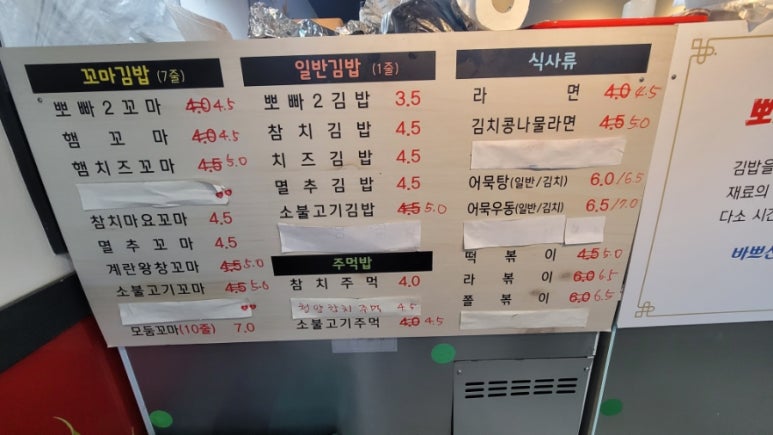 꼬마김밥 (7줄)
뽀빠2꼬마 4.0 4.5
햄꼬마 4.0 4.5
햄치즈꼬마 4.5 5.0
참치마요꼬마 4.5
멸추꼬마 4.5
계란왕창꼬마 4.5 5.0
소불고기꼬마 4.5 5.0
모둠꼬마(10줄) 7.0
일반김밥 (1줄)
뽀빠2김밥 3.5
참치김밥 4.5
치즈김밥 4.5
멸추김밥 4.5
소불고기김밥 4.5 5.0
주먹밥
참치주먹 4.0
청양참치주먹 4.5
소불고기주먹 4.0 4.5
식사류
라면 4.0 4.5
김치콩나물라면 4.5 5.0
어묵탕(일반/김치) 6.0/6.5
어묵우동(일반/김치) 6.5/7.0
떡볶이 4.5 5.0
라볶이 6.0 6.5
쫄볶이 6.0 6.5
뽀
김밥을
재료의
다소 시간
바쁘신